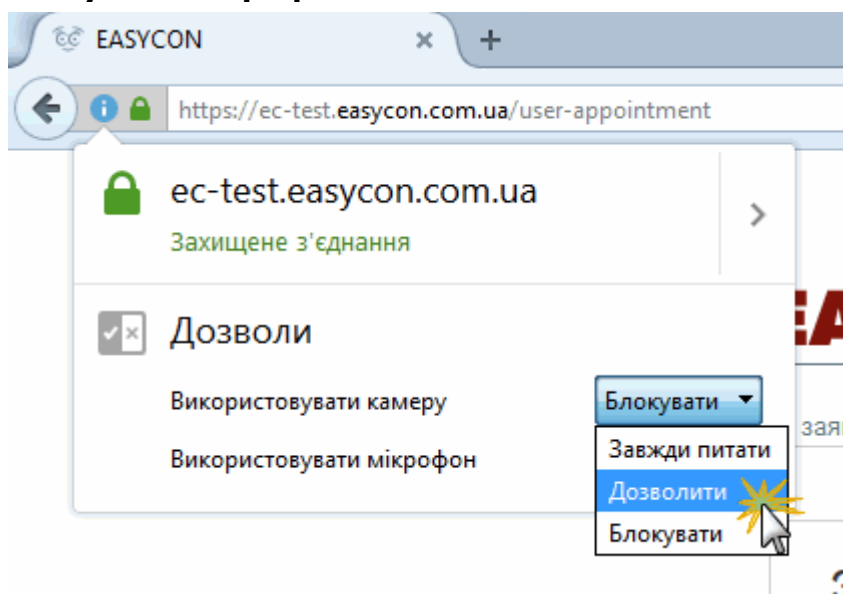 EASYCON
https://ec-test.easycon.com.ua/user-appointment
ec-test.easycon.com.ua
Захищене з'єднання
Дозволи
Використовувати камеру
Блокувати
Використовувати мікрофон
Завжди питати
Дозволити
Блокувати